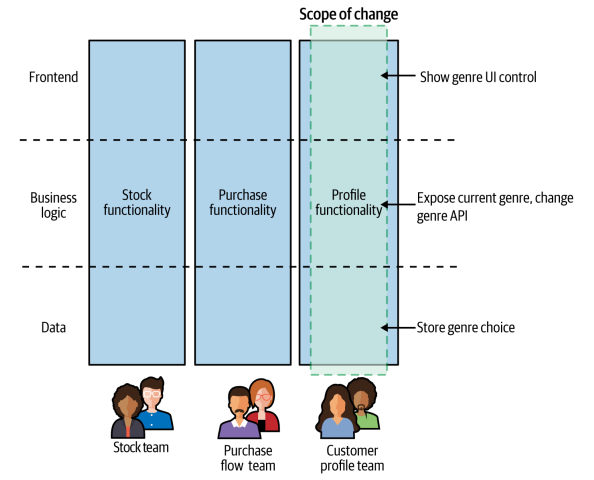 Scope of change
Frontend
Show genre UI control
Business
logic
Stock
functionality
Purchase
functionality
Profile
functionality
Expose current genre, change
genre API
Data
Store genre choice
Stock team
Purchase
flow team
Customer
profile team